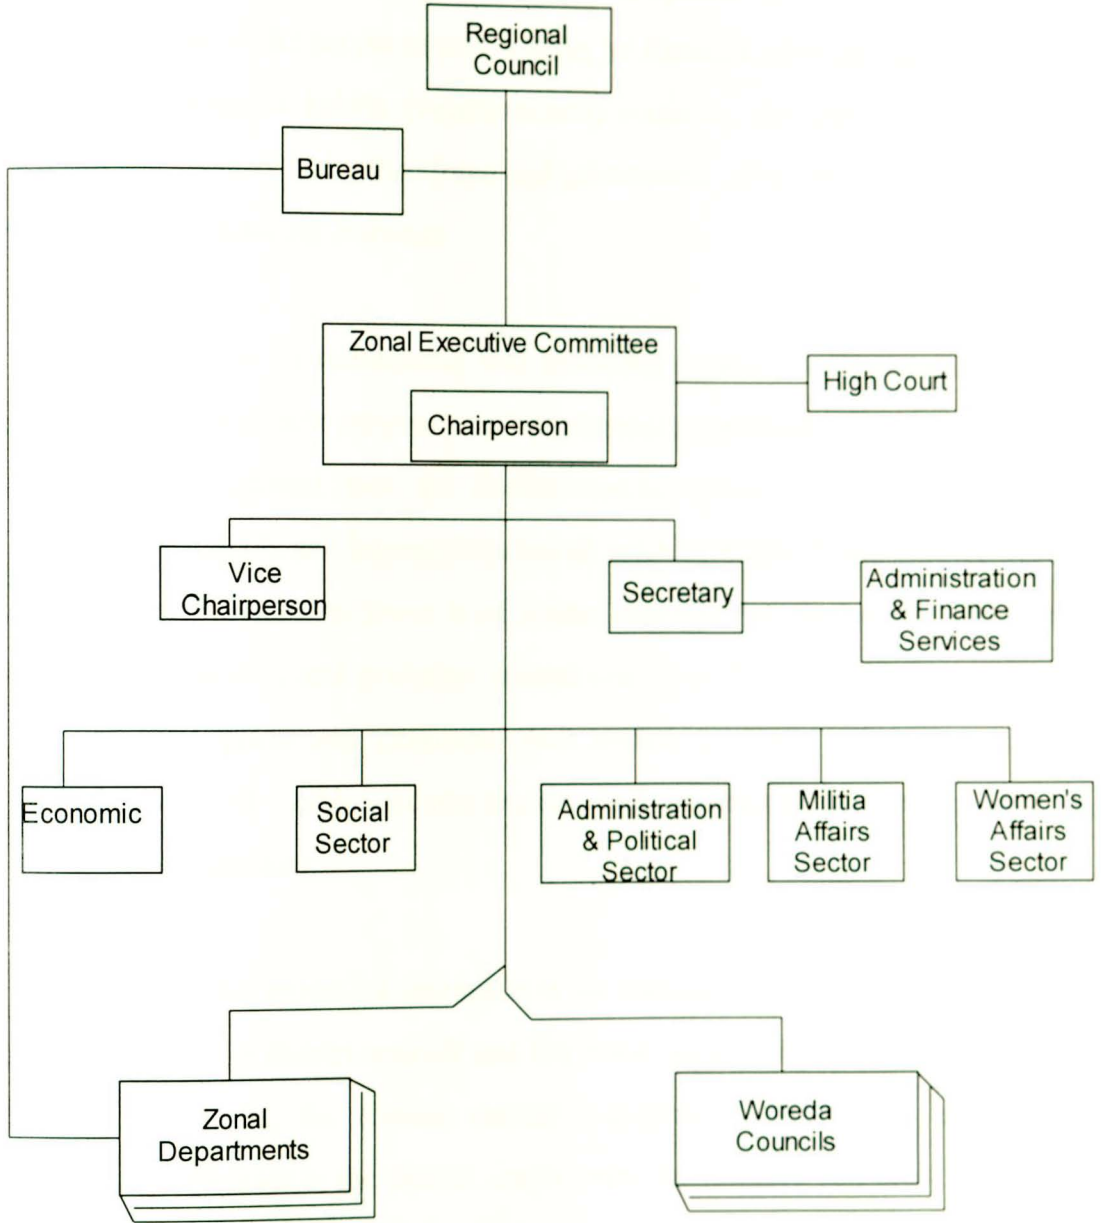 Regional
Council
Bureau
Zonal Executive Committee
Chairperson
High Court
Vice
Chairperson
Secretary
Administration
& Finance
Services
Economic
Social
Sector
Administration
& Political
Sector
Militia
Affairs
Sector
Women's
Affairs
Sector
Zonal
Departments
Woreda
Councils